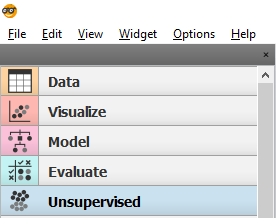 File Edit View Widget Options Help
Data
Visualize
Model
Evaluate
Unsupervised